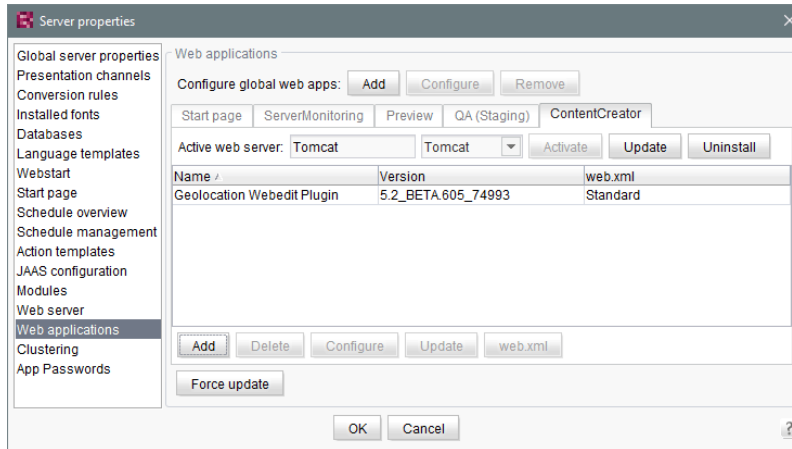 Server properties
Global server properties
Presentation channels
Conversion rules
Installed fonts
Databases
Language templates
Webstart
Start page
Schedule overview
Schedule management
Action templates
JAAS configuration
Modules
Web server
Web applications
Clustering
App Passwords
Web applications
Configure global web apps: Add Configure Remove
Start page ServerMonitoring Preview QA (Staging) ContentCreator
Active web server: Tomcat Tomcat Activate Update Uninstall
Name Version web.xml
Geolocation Webedit Plugin 5.2_BETA.605_74993 Standard
Add Delete Configure Update web.xml
Force update
OK Cancel ?